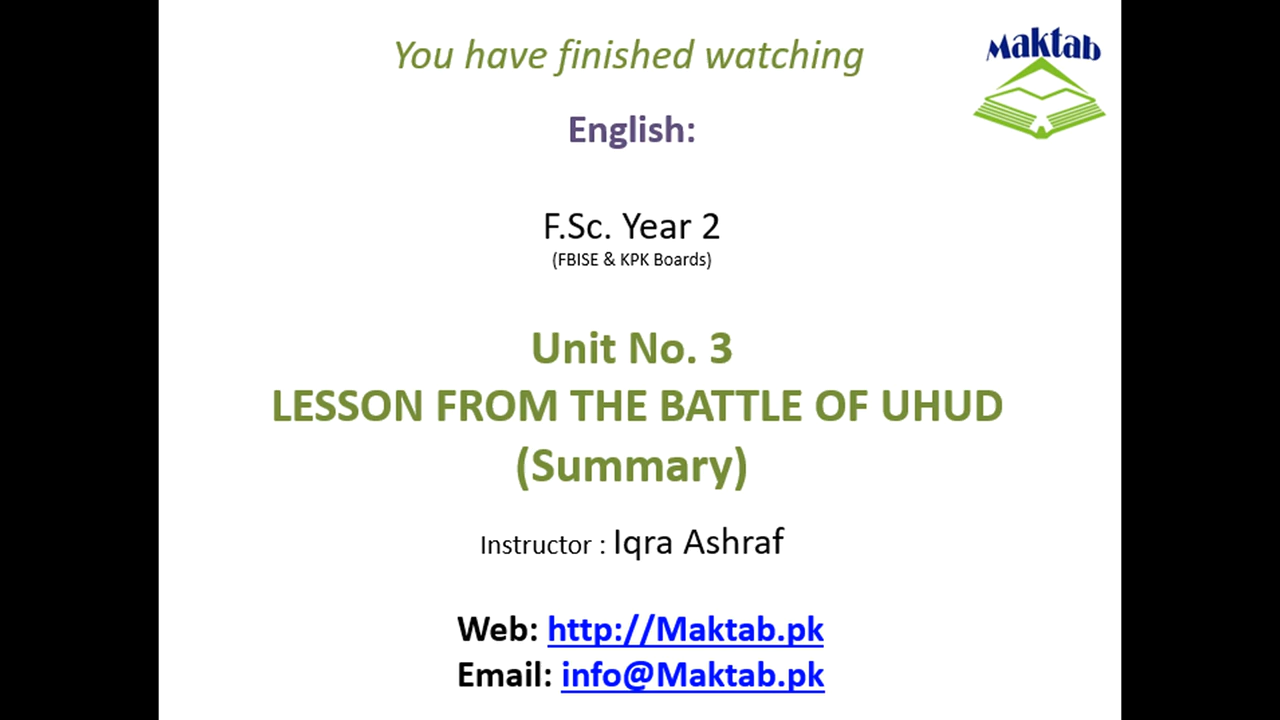 You have finished watching
Maktab
English:
F.Sc. Year 2
(FBISE & KPK Boards)
Unit No. 3
LESSON FROM THE BATTLE OF UHUD
(Summary)
Instructor : Iqra Ashraf
Web: http://Maktab.pk
Email: info@Maktab.pk